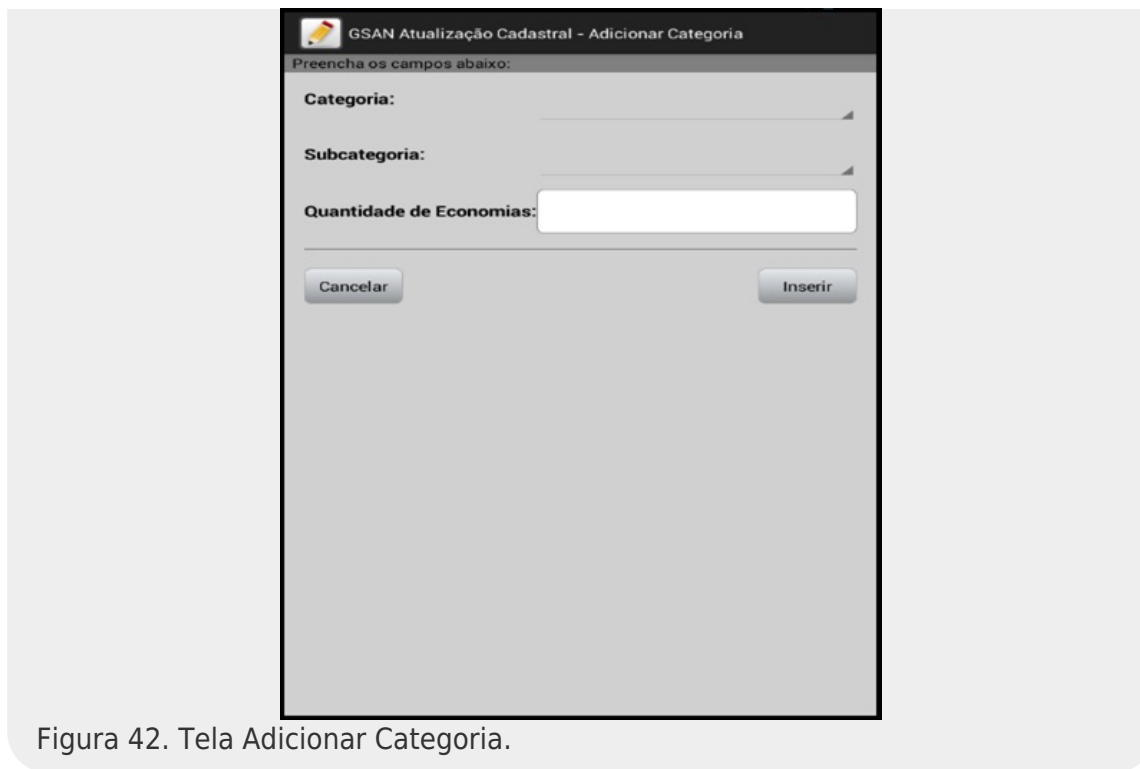 GSAN Atualização Cadastral - Adicionar Categoria
Preencha os campos abaixo:
Categoria:
Subcategoria:
Quantidade de Economias:
Cancelar Inserir
Figura 42. Tela Adicionar Categoria.